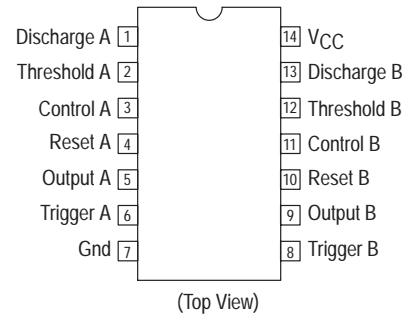 Discharge A 1 14 VCC
Threshold A 2 13 Discharge B
Control A 3 12 Threshold B
Reset A 4 11 Control B
Output A 5 10 Reset B
Trigger A 6 9 Output B
Gnd 7 8 Trigger B
(Top View)